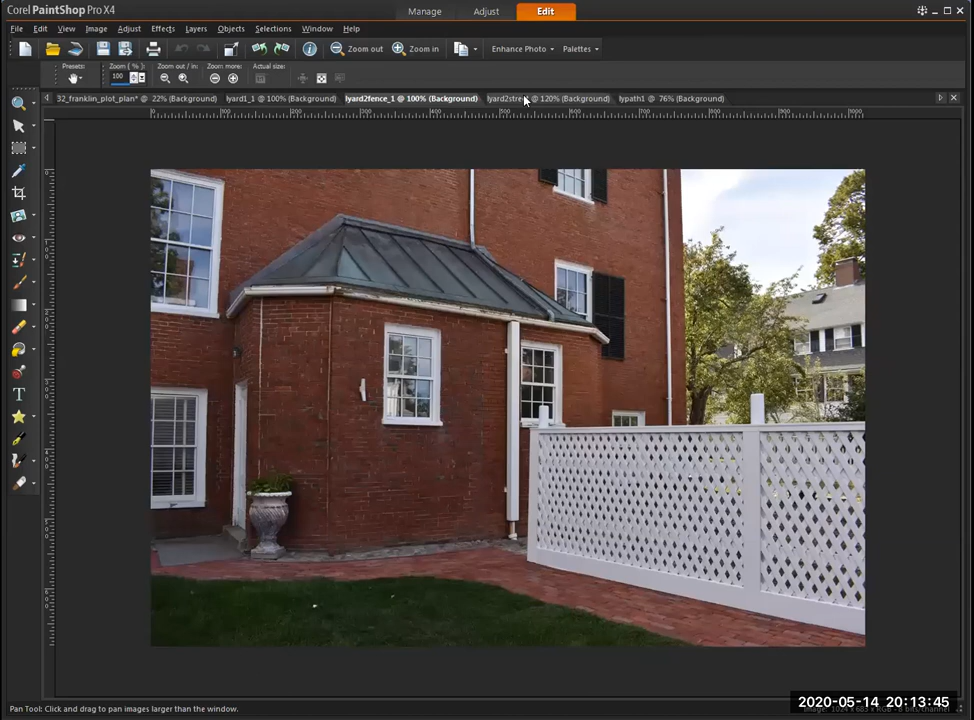 Corel PaintShop Pro X4
Manage Adjust Edit
File Edit View Image Adjust Effects Layers Objects Selections Window Help
Zoom out Zoom in Enhance Photo Palettes
Presets: Zoom (%) Zoom out / in: Zoom more: Actual size:
100
32_franklin_plot_plan* @ 22% (Background) lyard1_1 @ 100% (Background) lyard2fence_1 @ 100% (Background) @ 120% (Background) lypath1 @ 76% (Background)
Pan Tool: Click and drag to pan images larger than the window.
2020-05-14 20:13:45